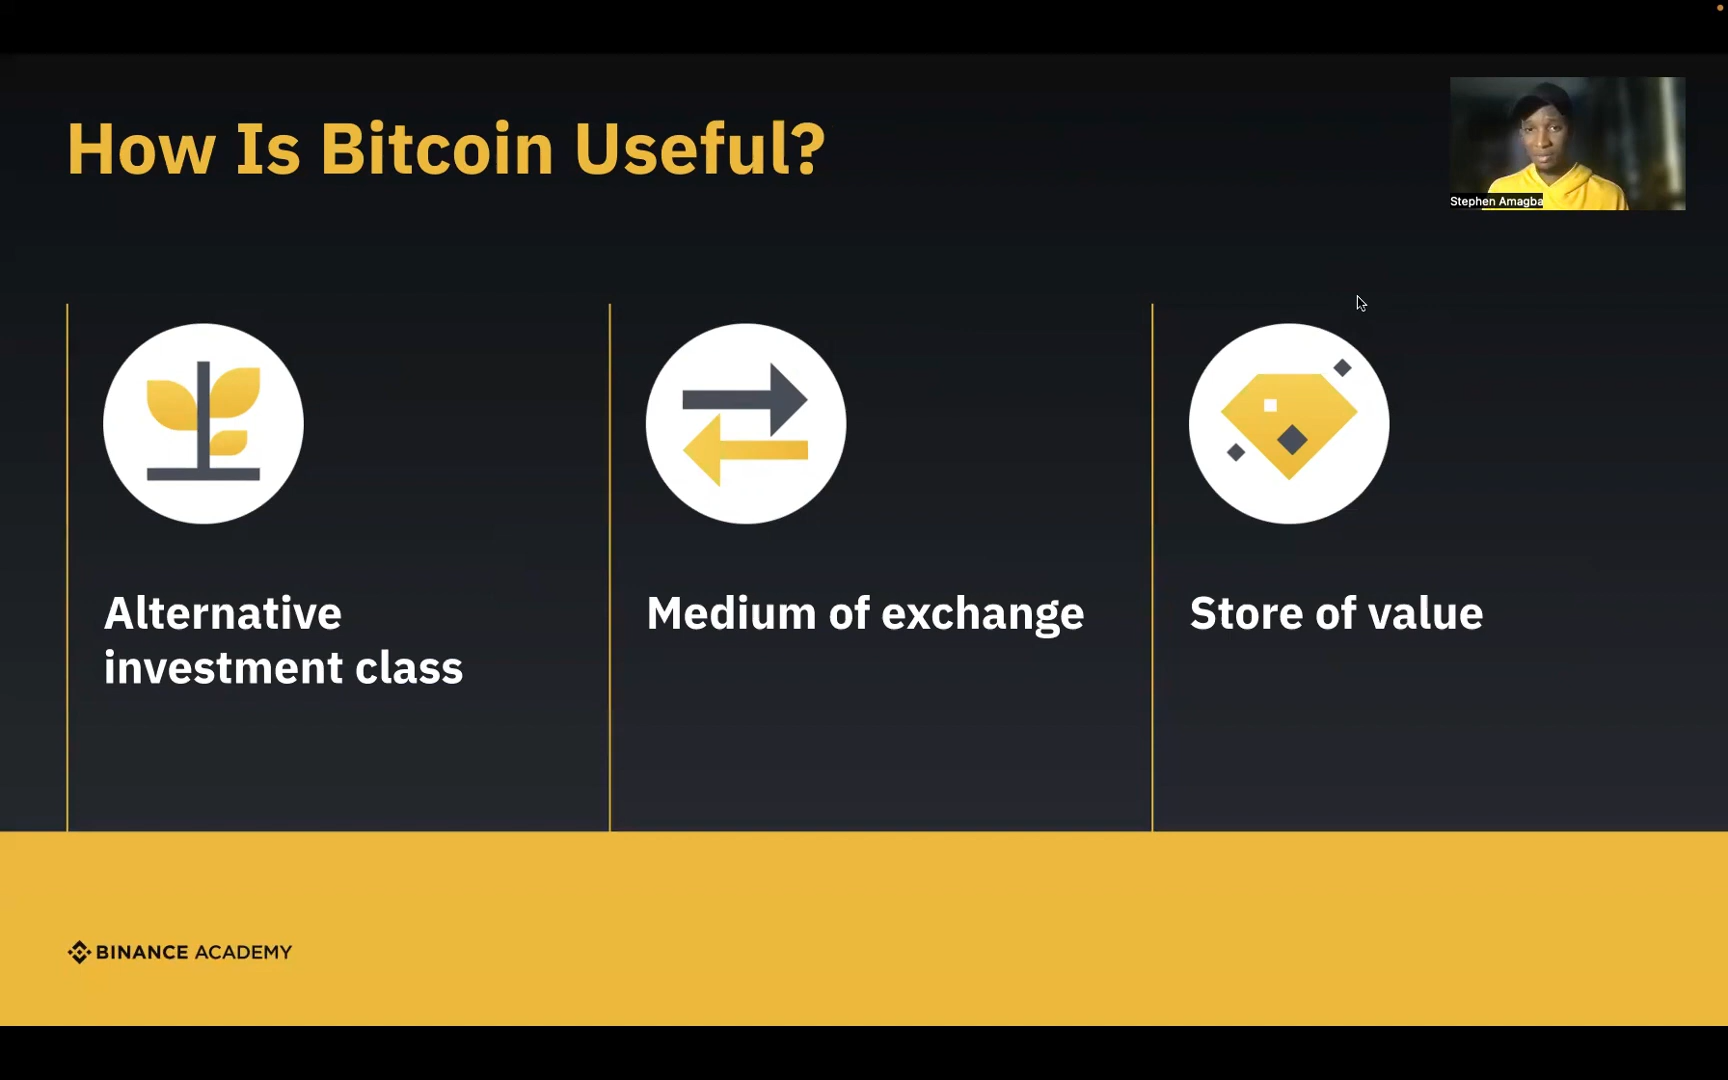 How Is Bitcoin Useful?
Stephen Amagba
Alternative
investment class
Medium of exchange
Store of value
BINANCE ACADEMY